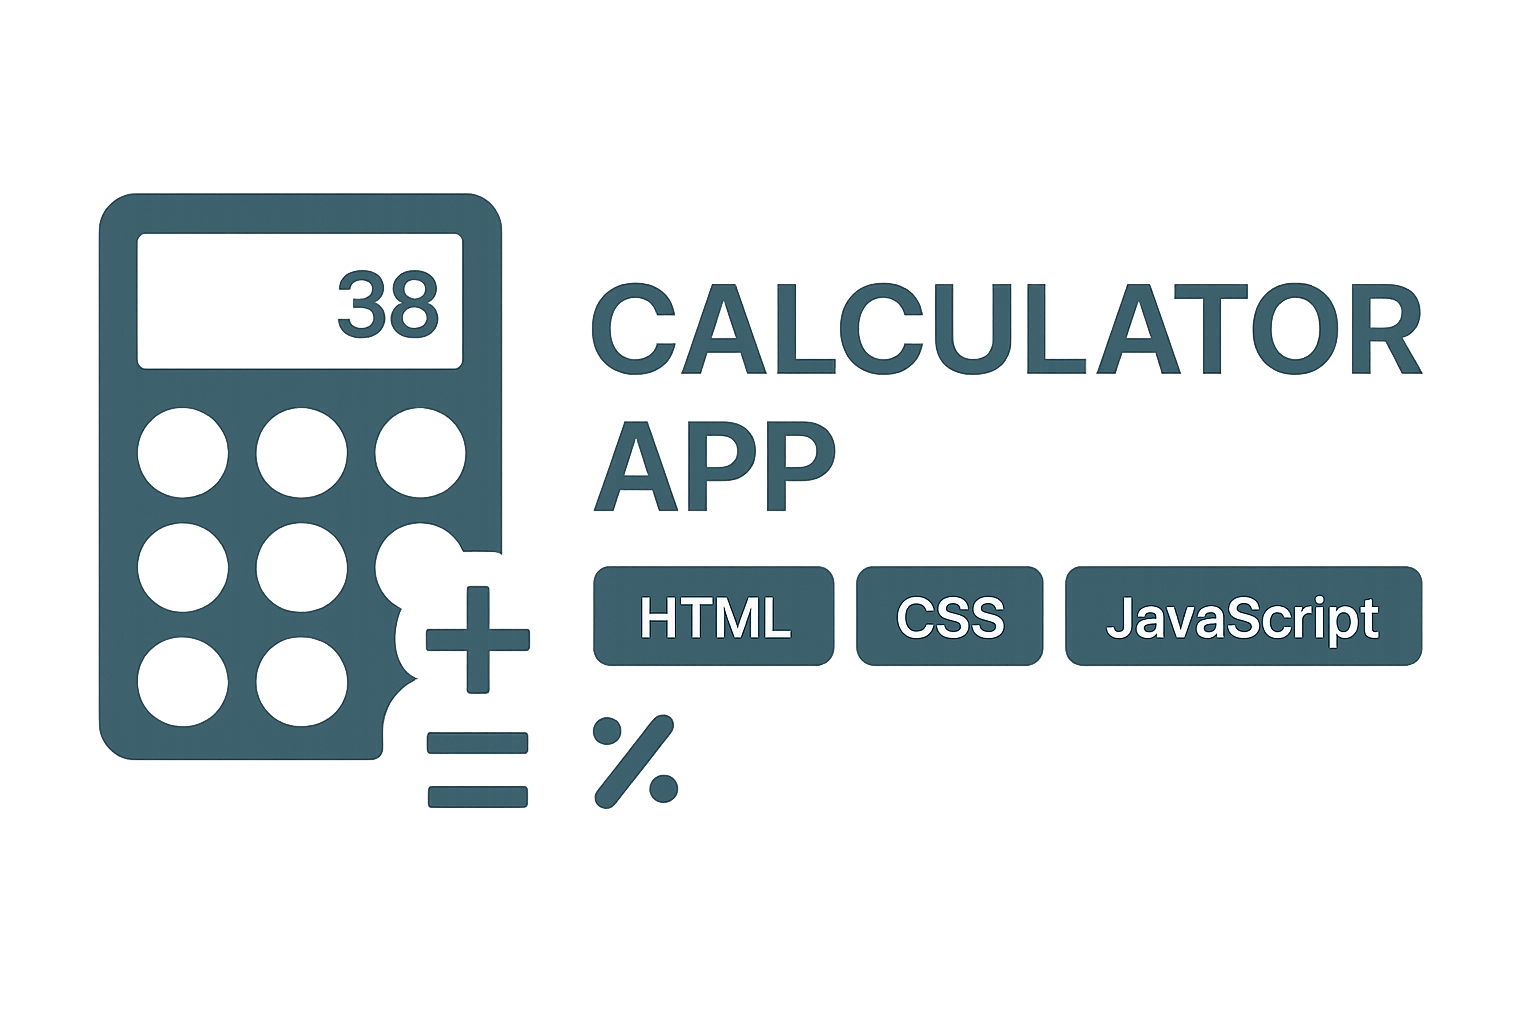 38
CALCULATOR
APP
HTML CSS JavaScript
+
= %